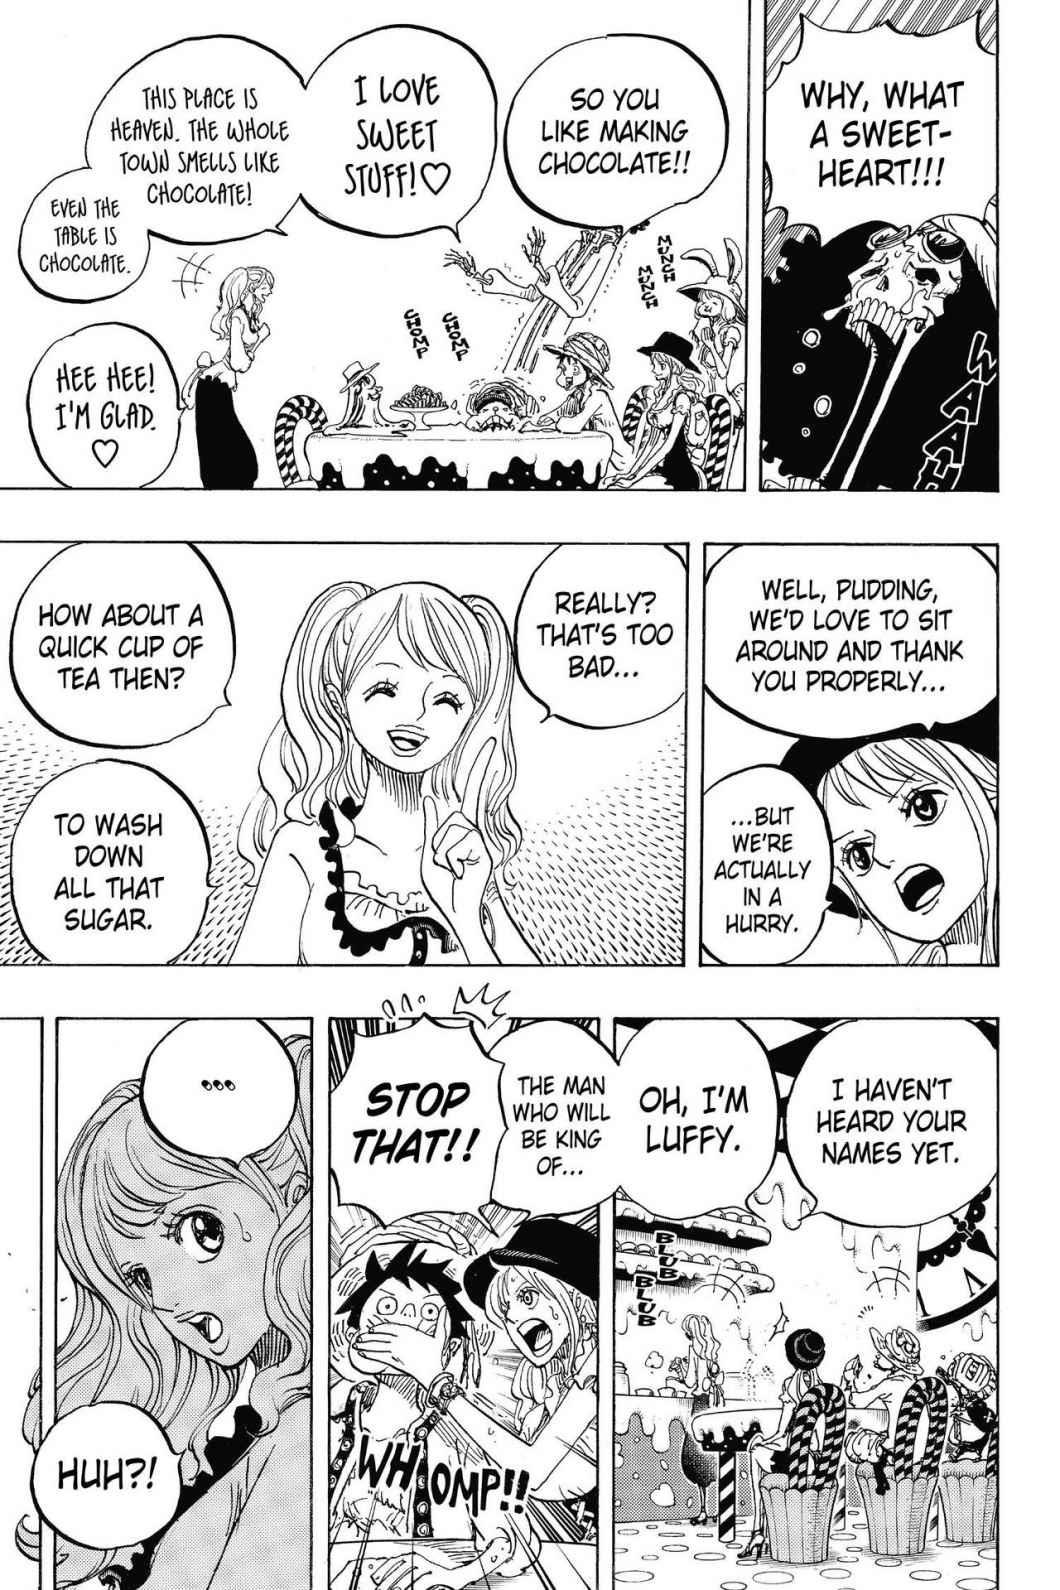 WHY, WHAT
A SWEET-
HEART!!!
WAAAH
SO YOU
LIKE MAKING
CHOCOLATE!!
I LOVE
SWEET
STUFF!♡
THIS PLACE IS
HEAVEN. THE WHOLE
TOWN SMELLS LIKE
CHOCOLATE!
EVEN THE
TABLE IS
CHOCOLATE.
MUNCH
MUNCH
CHOMP
CHOMP
HEE HEE!
I'M GLAD.
♡
WELL, PUDDING,
WE'D LOVE TO SIT
AROUND AND THANK
YOU PROPERLY...
...BUT
WE'RE
ACTUALLY
IN A
HURRY.
REALLY?
THAT'S TOO
BAD...
HOW ABOUT A
QUICK CUP OF
TEA THEN?
TO WASH
DOWN
ALL THAT
SUGAR.
I HAVEN'T
HEARD YOUR
NAMES YET.
OH, I'M
LUFFY.
BLUB
BLUB
THE MAN
WHO WILL
BE KING
OF...
STOP
THAT!!
WHOMP!!
...
HUH?!